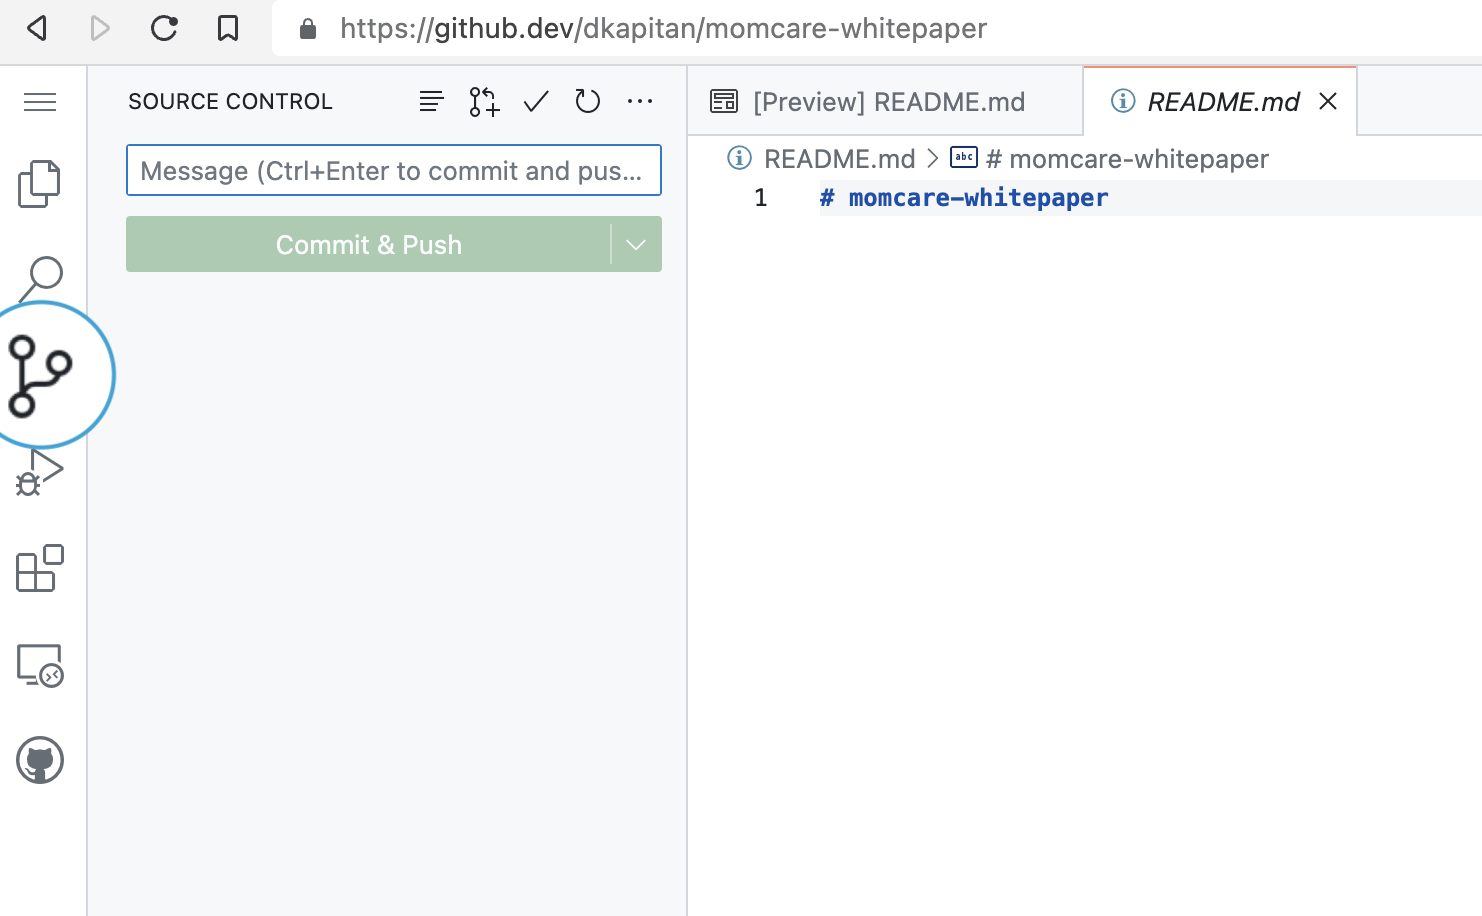 https://github.dev/dkapitan/momcare-whitepaper
SOURCE CONTROL
Message (Ctrl+Enter to commit and pus...
Commit & Push
[Preview] README.md
README.md
README.md > abc # momcare-whitepaper
1 # momcare-whitepaper